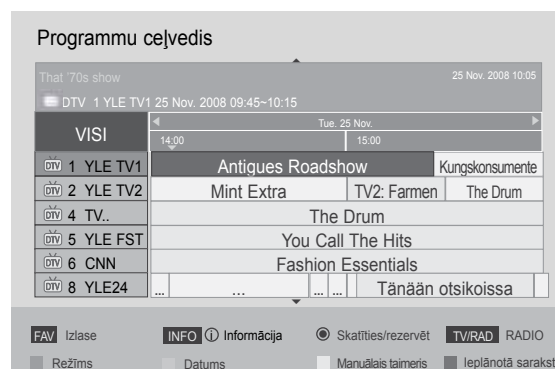 Programmu ceļvedis
That '70s show 25 Nov. 2008 10:05
DTV 1 YLE TV1 25 Nov. 2008 09:45~10:15
VISI Tue. 25 Nov.
14:00 15:00
DTV 1 YLE TV1 Antigues Roadshow Kungskonsumente
DTV 2 YLE TV2 Mint Extra TV2: Farmen The Drum
DTV 4 TV.. The Drum
DTV 5 YLE FST You Call The Hits
DTV 6 CNN Fashion Essentials
DTV 8 YLE24 ... ... ... ... Tänään otsikoissa
FAV Izlase INFO i Informācija Skatīties/rezervēt TV/RAD RADIO
Režīms Datums Manuālais taimeris Ieplānotā sarakst